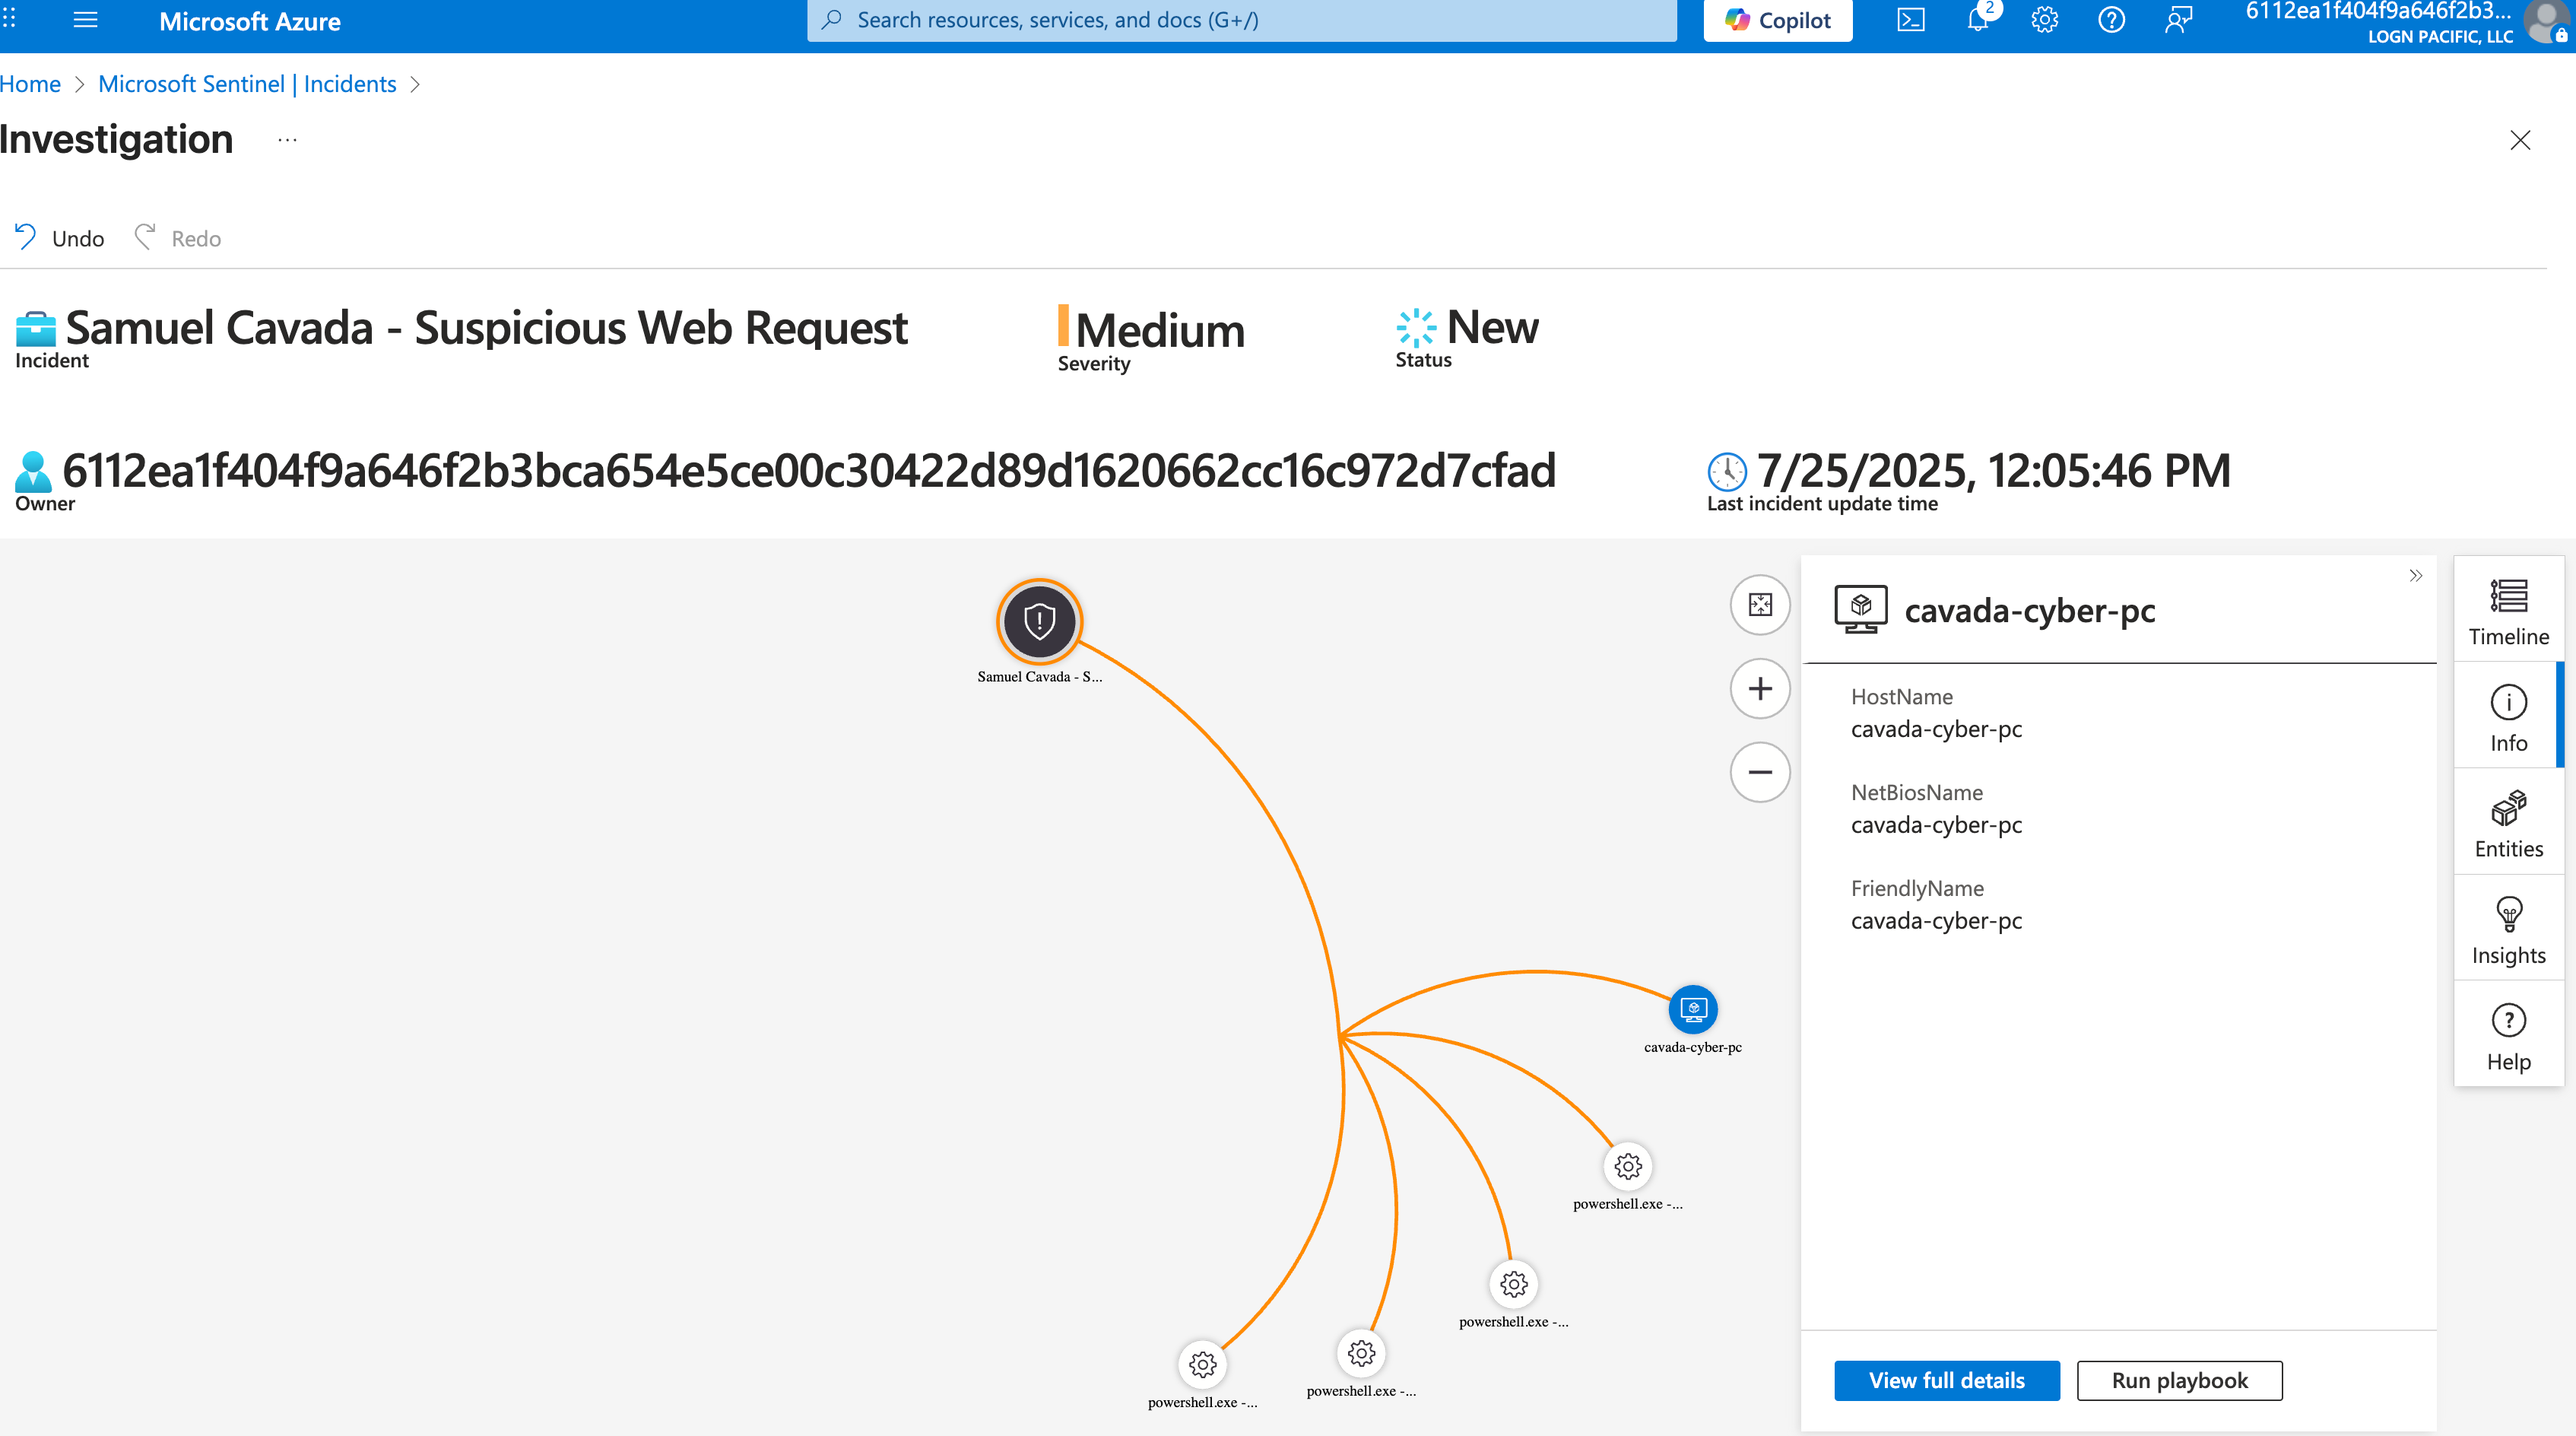 Microsoft Azure
Search resources, services, and docs (G+/)
Copilot
2
6112ea1f404f9a646f2b3...
LOGN PACIFIC, LLC
Home > Microsoft Sentinel | Incidents >
Investigation ...
Undo
Redo
Samuel Cavada - Suspicious Web Request
Incident
Medium
Severity
New
Status
6112ea1f404f9a646f2b3bca654e5ce00c30422d89d1620662cc16c972d7cfad
Owner
7/25/2025, 12:05:46 PM
Last incident update time
Samuel Cavada - S...
cavada-cyber-pc
powershell.exe -...
powershell.exe -...
powershell.exe -...
powershell.exe -...
cavada-cyber-pc
HostName
cavada-cyber-pc
NetBiosName
cavada-cyber-pc
FriendlyName
cavada-cyber-pc
View full details
Run playbook
Timeline
Info
Entities
Insights
Help